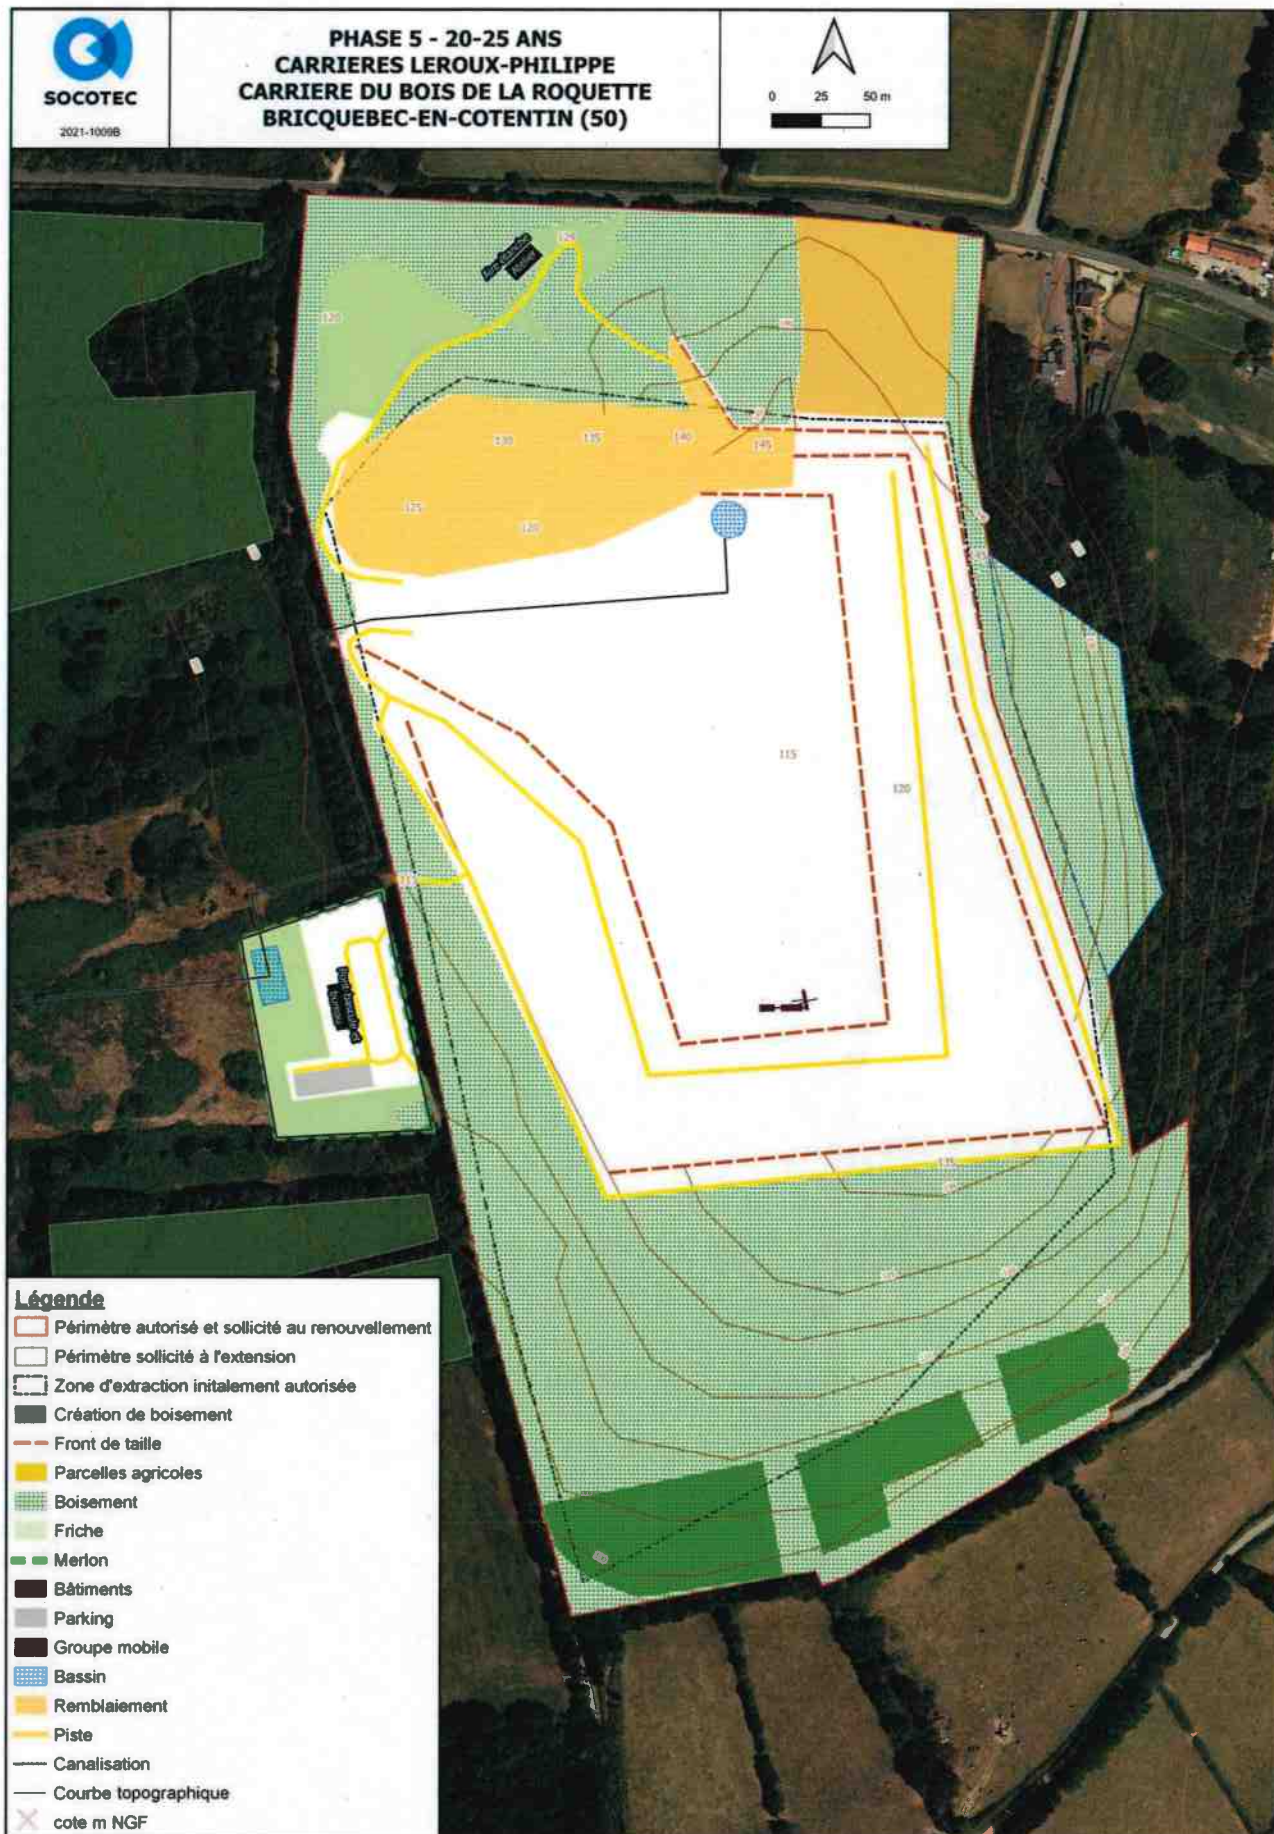 SOCOTEC
2021-1009B
PHASE 5 - 20-25 ANS
CARRIERES LEROUX-PHILIPPE
CARRIERE DU BOIS DE LA ROQUETTE
BRICQUEBEC-EN-COTENTIN (50)
0 25 50 m
120
130
135
140
145
125
120
115
120
135
Légende
Périmètre autorisé et sollicité au renouvellement
Périmètre sollicité à l'extension
Zone d'extraction initalement autorisée
Création de boisement
Front de taille
Parcelles agricoles
Boisement
Friche
Merlon
Bâtiments
Parking
Groupe mobile
Bassin
Remblaiement
Piste
Canalisation
Courbe topographique
cote m NGF